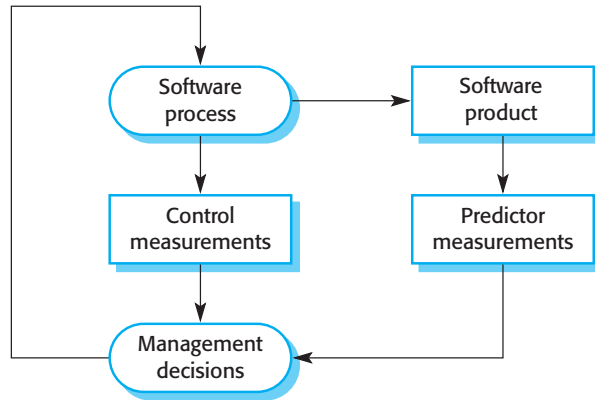 Software
process
Software
product
Control
measurements
Predictor
measurements
Management
decisions